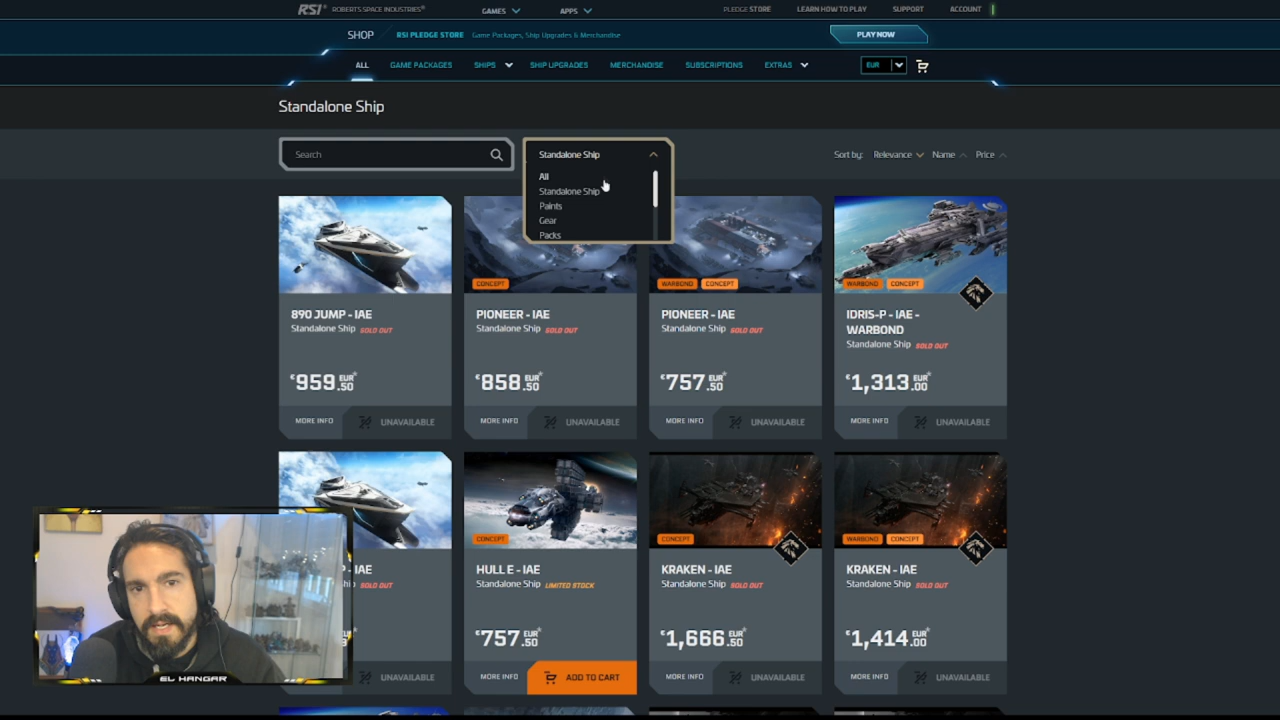 RSI ROBERTS SPACE INDUSTRIES®
GAMES
APPS
PLEDGE STORE
LEARN HOW TO PLAY
SUPPORT
ACCOUNT
SHOP
RSI PLEDGE STORE
Game Packages, Ship Upgrades & Merchandise
PLAY NOW
ALL
GAME PACKAGES
SHIPS
SHIP UPGRADES
MERCHANDISE
SUBSCRIPTIONS
EXTRAS
EUR
Standalone Ship
Search
Standalone Ship
All
Standalone Ship
Paints
Gear
Packs
Sort by:
Relevance
Name
Price
CONCEPT
WARBOND CONCEPT
WARBOND CONCEPT
890 JUMP - IAE
Standalone Ship SOLD OUT
€959.50 EUR*
MORE INFO
UNAVAILABLE
PIONEER - IAE
Standalone Ship SOLD OUT
€858.50 EUR*
MORE INFO
UNAVAILABLE
PIONEER - IAE
Standalone Ship SOLD OUT
€757.50 EUR*
MORE INFO
UNAVAILABLE
IDRIS-P - IAE -
WARBOND
Standalone Ship SOLD OUT
€1,313.00 EUR*
MORE INFO
UNAVAILABLE
SOLD OUT
UNAVAILABLE
CONCEPT
HULL E - IAE
Standalone Ship LIMITED STOCK
€757.50 EUR*
MORE INFO
ADD TO CART
CONCEPT
KRAKEN - IAE
Standalone Ship SOLD OUT
€1,666.50 EUR*
MORE INFO
UNAVAILABLE
WARBOND CONCEPT
KRAKEN - IAE
Standalone Ship SOLD OUT
€1,414.00 EUR*
MORE INFO
UNAVAILABLE
EL HANGAR